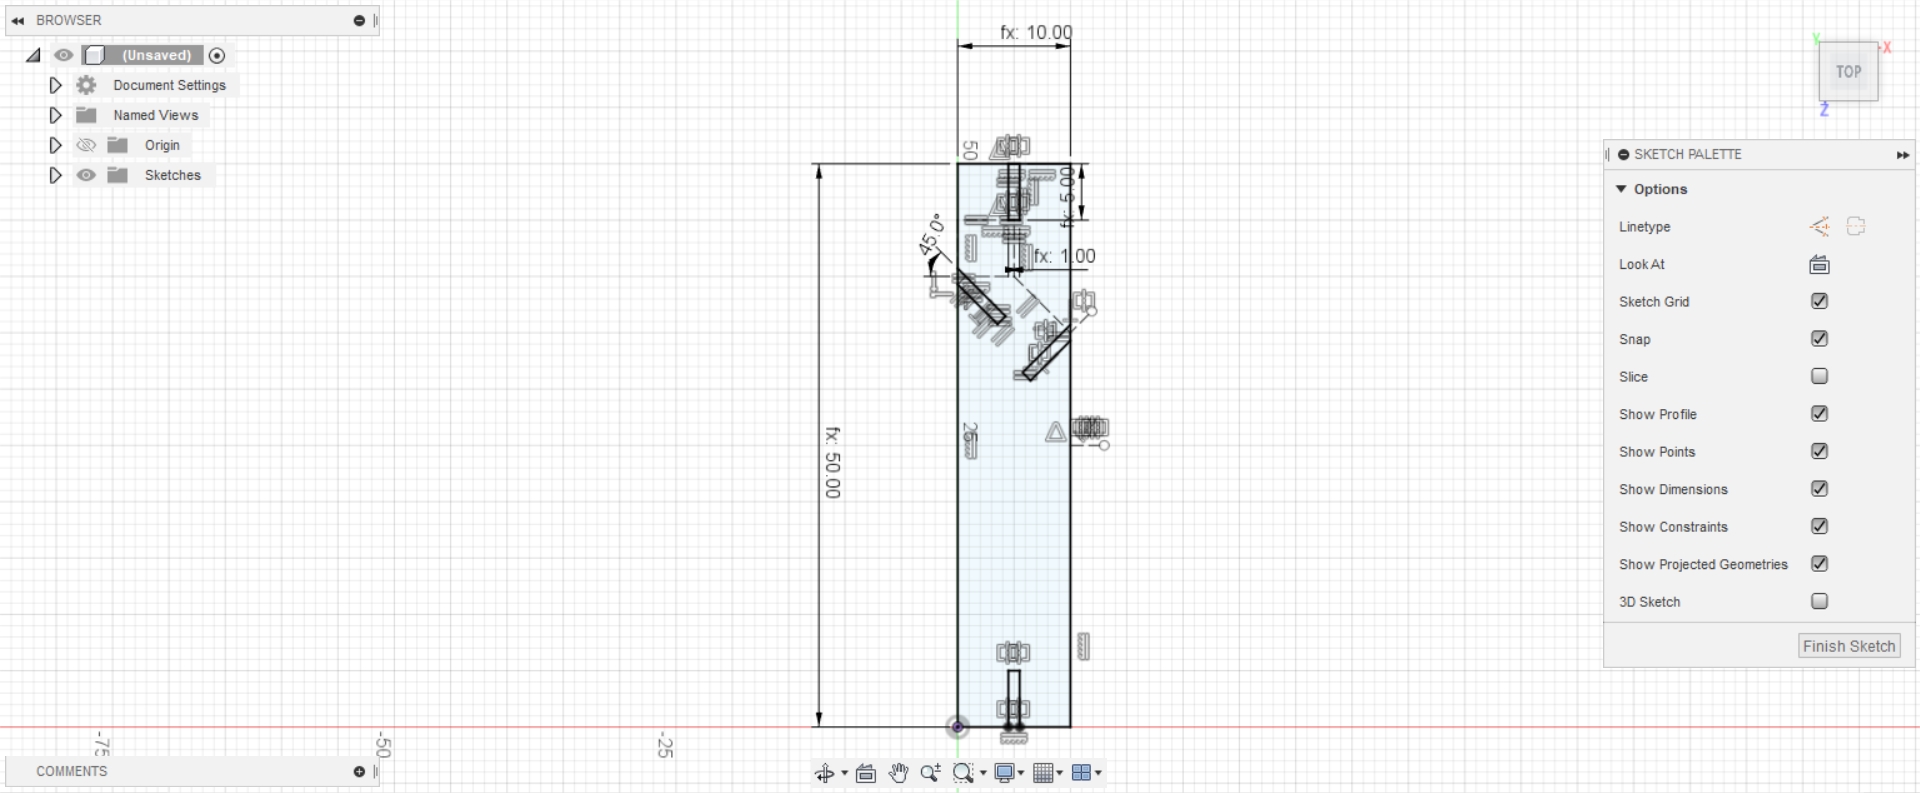 BROWSER
(Unsaved)
Document Settings
Named Views
Origin
Sketches
fx: 10.00
50
fx: 5.00
45.0°
fx: 1.00
25
fx: 50.00
-75
-50
-25
TOP
Y
X
Z
SKETCH PALETTE
Options
Linetype
Look At
Sketch Grid
Snap
Slice
Show Profile
Show Points
Show Dimensions
Show Constraints
Show Projected Geometries
3D Sketch
Finish Sketch
COMMENTS